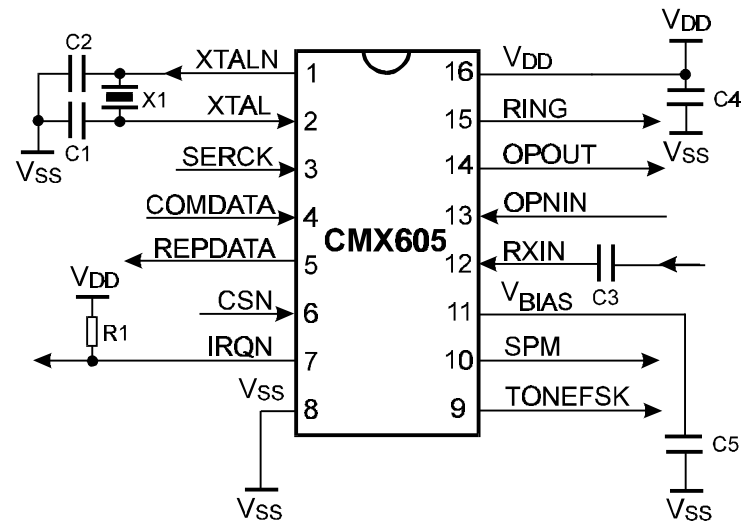 VDD
C2
XTALN
1
16
VDD
X1
C4
XTAL
2
15
RING
C1
VSS
VSS
SERCK
3
14
OPOUT
COMDATA
4
13
OPNIN
CMX605
REPDATA
5
12
RXIN
C3
VDD
CSN
6
11
VBIAS
R1
IRQN
7
10
SPM
VSS
8
9
TONEFSK
C5
VSS
VSS